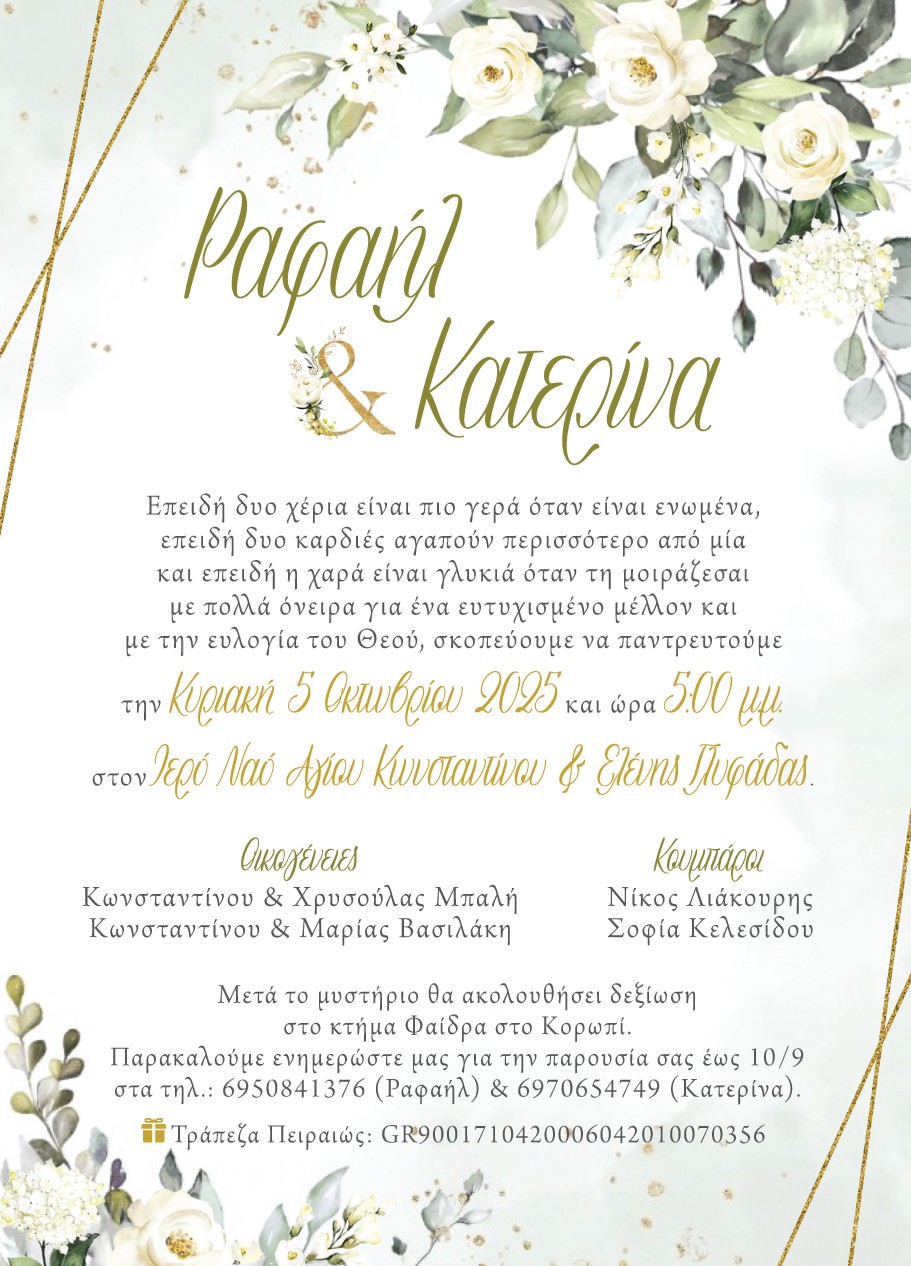 Ραφαήλ
& Κατερίνα
Επειδή δυο χέρια είναι πιο γερά όταν είναι ενωμένα,
επειδή δυο καρδιές αγαπούν περισσότερο από μία
και επειδή η χαρά είναι γλυκιά όταν τη μοιράζεσαι
με πολλά όνειρα για ένα ευτυχισμένο μέλλον και
με την ευλογία του Θεού, σκοπεύουμε να παντρευτούμε
την Κυριακή 5 Οκτωβρίου 2025 και ώρα 5:00 μμ.
στον Ιερό Ναό Αγίου Κωνσταντίνου & Ελένης Γλυφάδας.
Οικογένειες
Κωνσταντίνου & Χρυσούλας Μπαλή
Κωνσταντίνου & Μαρίας Βασιλάκη
Κουμπάροι
Νίκος Λιάκουρης
Σοφία Κελεσίδου
Μετά το μυστήριο θα ακολουθήσει δεξίωση
στο κτήμα Φαίδρα στο Κορωπί.
Παρακαλούμε ενημερώστε μας για την παρουσία σας έως 10/9
στα τηλ.: 6950841376 (Ραφαήλ) & 6970654749 (Κατερίνα).
Τράπεζα Πειραιώς: GR9001710420006042010070356